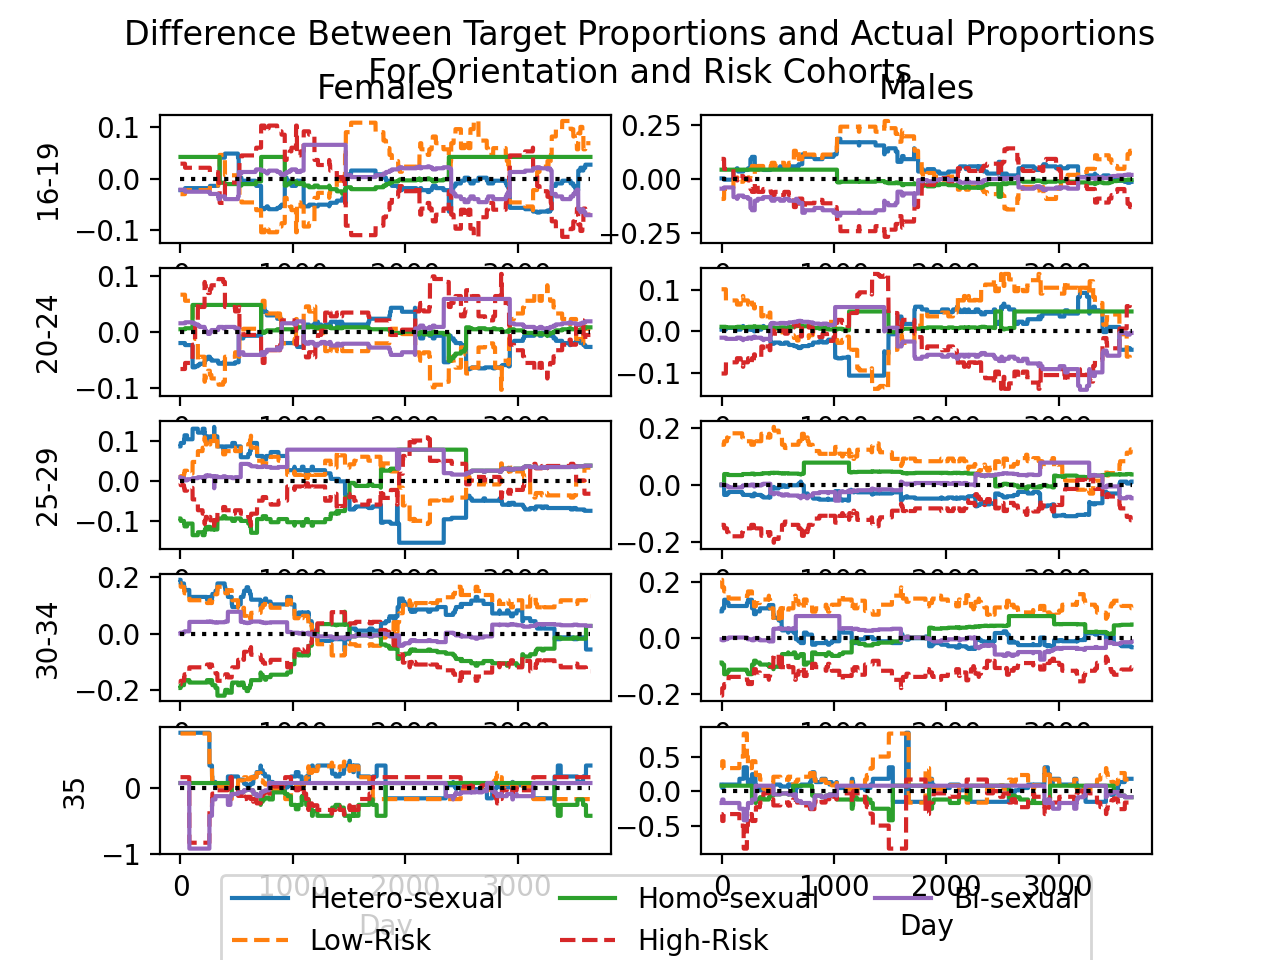 Difference Between Target Proportions and Actual Proportions
For Orientation and Risk Cohorts
Females
Males
16-19
0.1
0.0
−0.1
0.25
0.00
−0.25
20-24
0.1
0.0
−0.1
0.1
0.0
−0.1
25-29
0.1
0.0
−0.1
0.2
0.0
−0.2
30-34
0.2
0.0
−0.2
0.2
0.0
−0.2
35
0
−1
0.5
0.0
−0.5
0 1000 2000 3000
0 1000 2000 3000
Day
Day
Hetero-sexual
Homo-sexual
Bi-sexual
Low-Risk
High-Risk